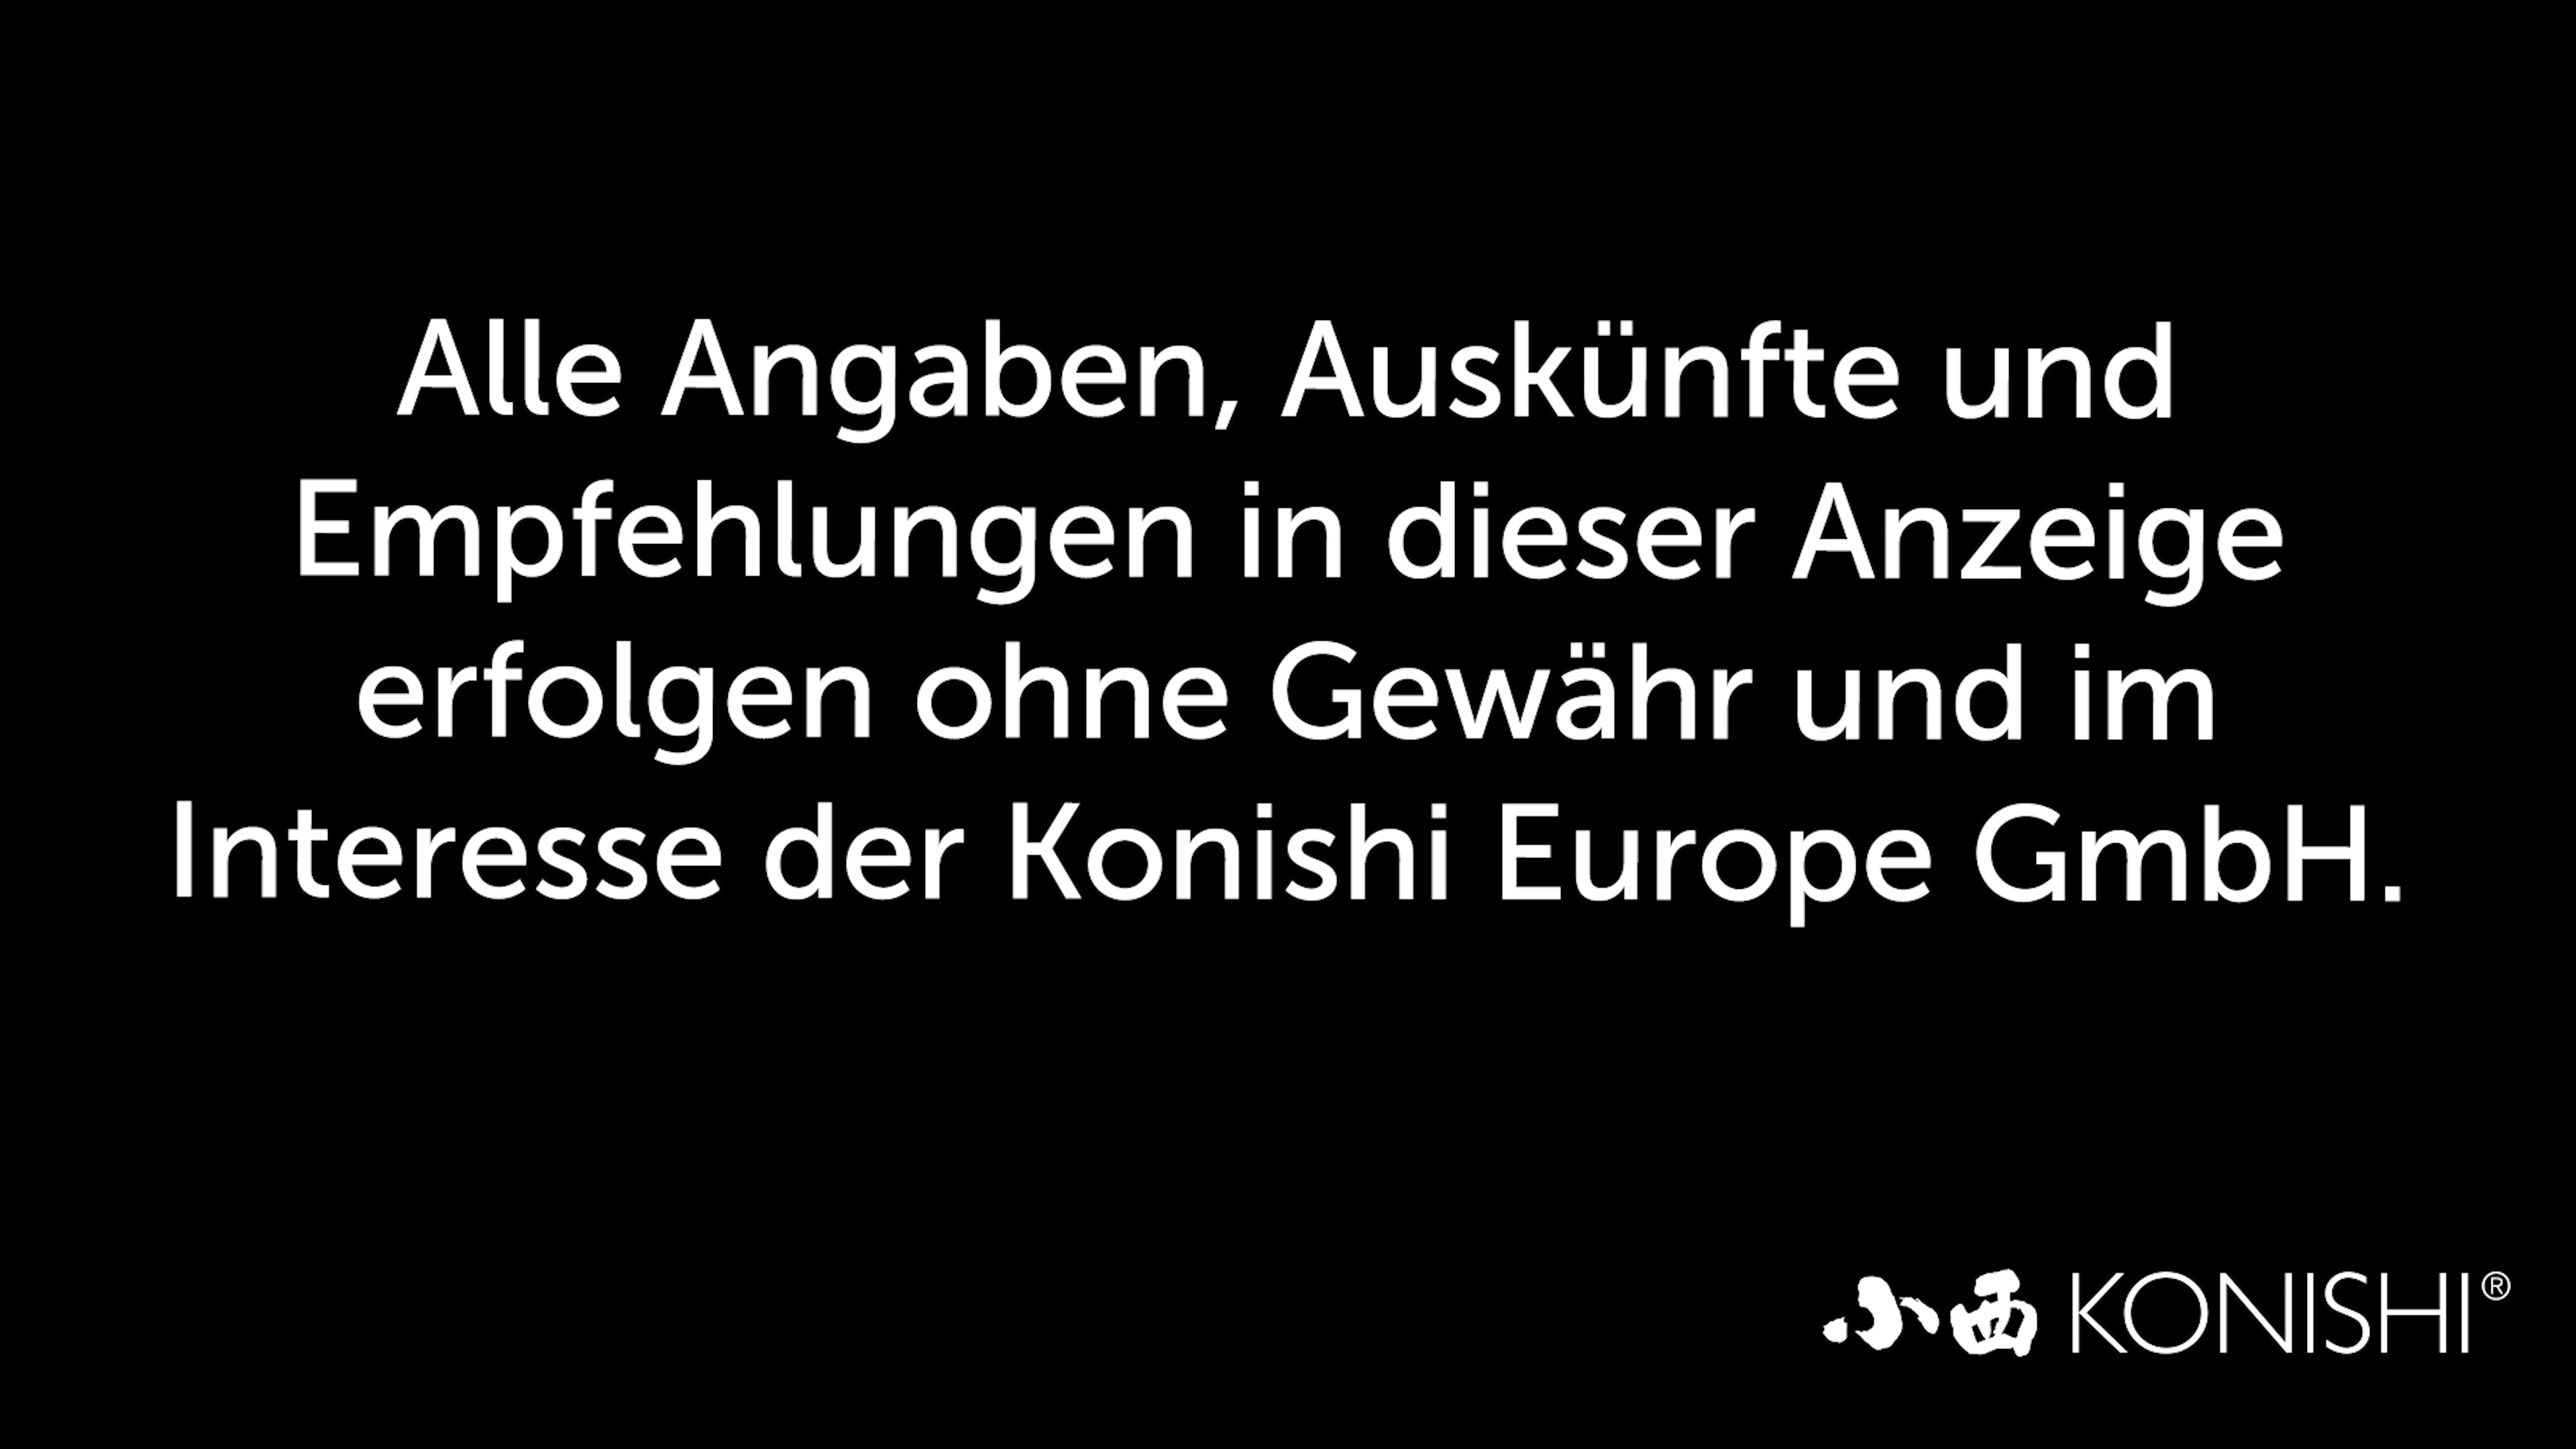 Alle Angaben, Auskünfte und
Empfehlungen in dieser Anzeige
erfolgen ohne Gewähr und im
Interesse der Konishi Europe GmbH.
小西 KONISHI®